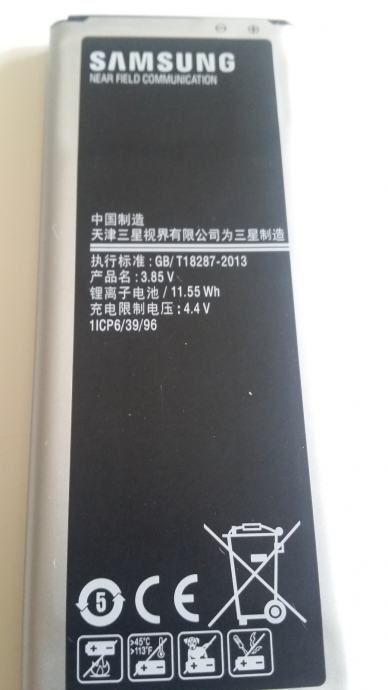 SAMSUNG
NEAR FIELD COMMUNICATION
中国制造
天津三星视界有限公司为三星制造
执行标准：GB/T18287-2013
产品名：3.85 V
锂离子电池 / 11.55 Wh
充电限制电压：4.4 V
1ICP6/39/96
5
CE
>45°C
>113°F